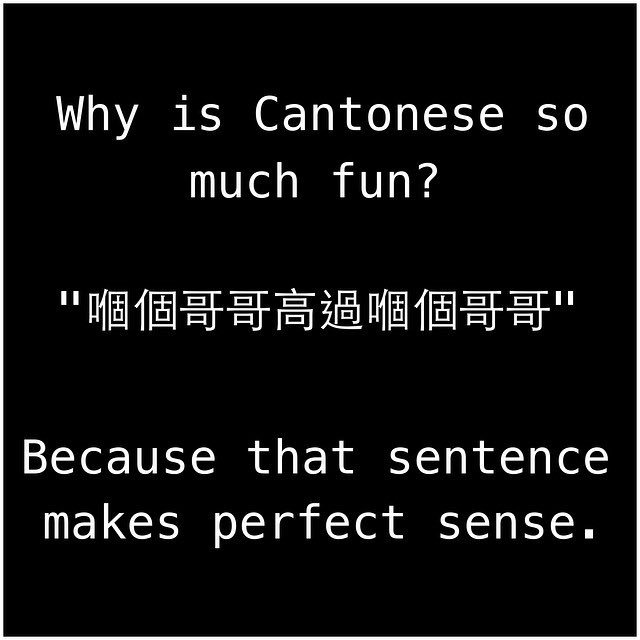 Why is Cantonese so
much fun?
"嗰個哥哥高過嗰個哥哥"
Because that sentence
makes perfect sense.